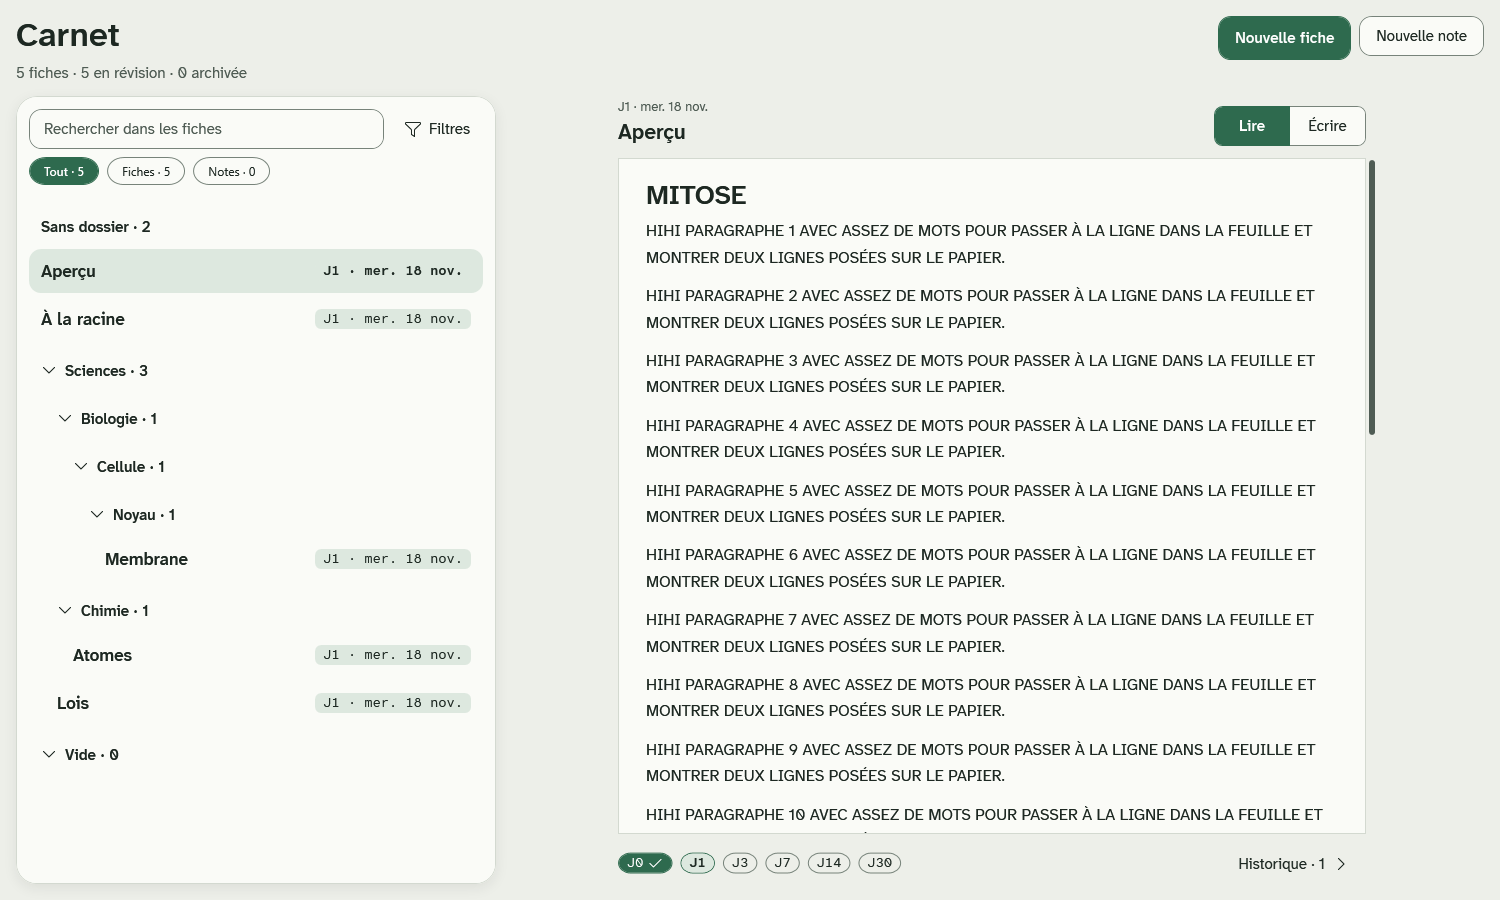 Carnet
5 fiches · 5 en révision · 0 archivée
Nouvelle fiche
Nouvelle note
Rechercher dans les fiches
Filtres
Tout · 5
Fiches · 5
Notes · 0
Sans dossier · 2
Aperçu
J1 · mer. 18 nov.
À la racine
J1 · mer. 18 nov.
Sciences · 3
Biologie · 1
Cellule · 1
Noyau · 1
Membrane
J1 · mer. 18 nov.
Chimie · 1
Atomes
J1 · mer. 18 nov.
Lois
J1 · mer. 18 nov.
Vide · 0
J1 · mer. 18 nov.
Aperçu
Lire
Écrire
MITOSE
HIHI PARAGRAPHE 1 AVEC ASSEZ DE MOTS POUR PASSER À LA LIGNE DANS LA FEUILLE ET
MONTRER DEUX LIGNES POSÉES SUR LE PAPIER.
HIHI PARAGRAPHE 2 AVEC ASSEZ DE MOTS POUR PASSER À LA LIGNE DANS LA FEUILLE ET
MONTRER DEUX LIGNES POSÉES SUR LE PAPIER.
HIHI PARAGRAPHE 3 AVEC ASSEZ DE MOTS POUR PASSER À LA LIGNE DANS LA FEUILLE ET
MONTRER DEUX LIGNES POSÉES SUR LE PAPIER.
HIHI PARAGRAPHE 4 AVEC ASSEZ DE MOTS POUR PASSER À LA LIGNE DANS LA FEUILLE ET
MONTRER DEUX LIGNES POSÉES SUR LE PAPIER.
HIHI PARAGRAPHE 5 AVEC ASSEZ DE MOTS POUR PASSER À LA LIGNE DANS LA FEUILLE ET
MONTRER DEUX LIGNES POSÉES SUR LE PAPIER.
HIHI PARAGRAPHE 6 AVEC ASSEZ DE MOTS POUR PASSER À LA LIGNE DANS LA FEUILLE ET
MONTRER DEUX LIGNES POSÉES SUR LE PAPIER.
HIHI PARAGRAPHE 7 AVEC ASSEZ DE MOTS POUR PASSER À LA LIGNE DANS LA FEUILLE ET
MONTRER DEUX LIGNES POSÉES SUR LE PAPIER.
HIHI PARAGRAPHE 8 AVEC ASSEZ DE MOTS POUR PASSER À LA LIGNE DANS LA FEUILLE ET
MONTRER DEUX LIGNES POSÉES SUR LE PAPIER.
HIHI PARAGRAPHE 9 AVEC ASSEZ DE MOTS POUR PASSER À LA LIGNE DANS LA FEUILLE ET
MONTRER DEUX LIGNES POSÉES SUR LE PAPIER.
HIHI PARAGRAPHE 10 AVEC ASSEZ DE MOTS POUR PASSER À LA LIGNE DANS LA FEUILLE ET
J0
J1
J3
J7
J14
J30
Historique · 1